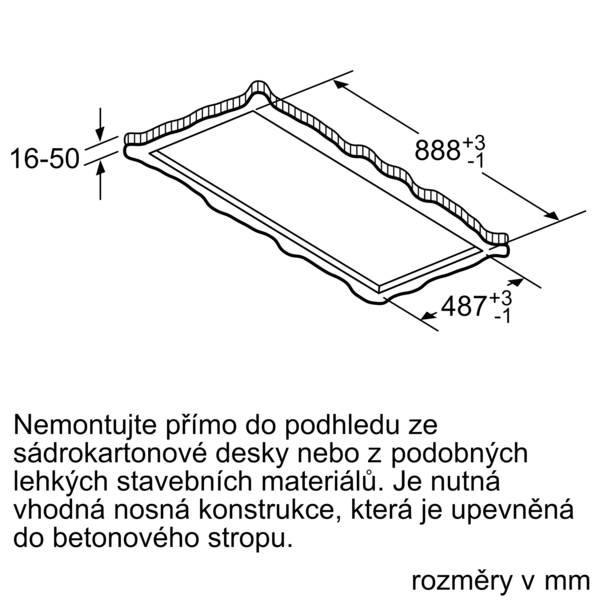 888+3
-1
16-50
487+3
-1
Nemontujte přímo do podhledu ze
sádrokartonové desky nebo z podobných
lehkých stavebních materiálů. Je nutná
vhodná nosná konstrukce, která je upevněná
do betonového stropu.
rozměry v mm